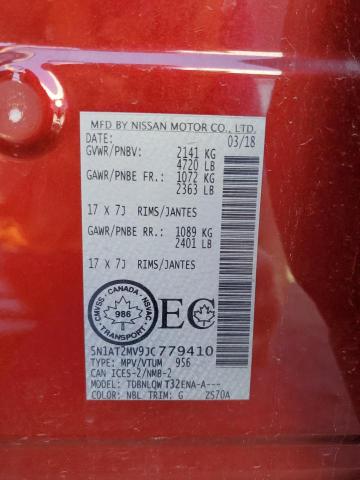 MFD BY NISSAN MOTOR CO., LTD.
DATE: 03/18
GVWR/PNBV: 2141 KG
4720 LB
GAWR/PNBE FR.: 1072 KG
2363 LB
17 X 7J RIMS/JANTES
GAWR/PNBE RR.: 1089 KG
2401 LB
17 X 7J RIMS/JANTES
CANADA
CMVSS NSVAC
986
TRANSPORT
EC
5N1AT2MV9JC779410
TYPE: MPV/VTUM 956
CAN ICES-2/NMB-2
MODEL: TDBNLQW T32ENA-A---
COLOR: NBL TRIM: G ZS70A